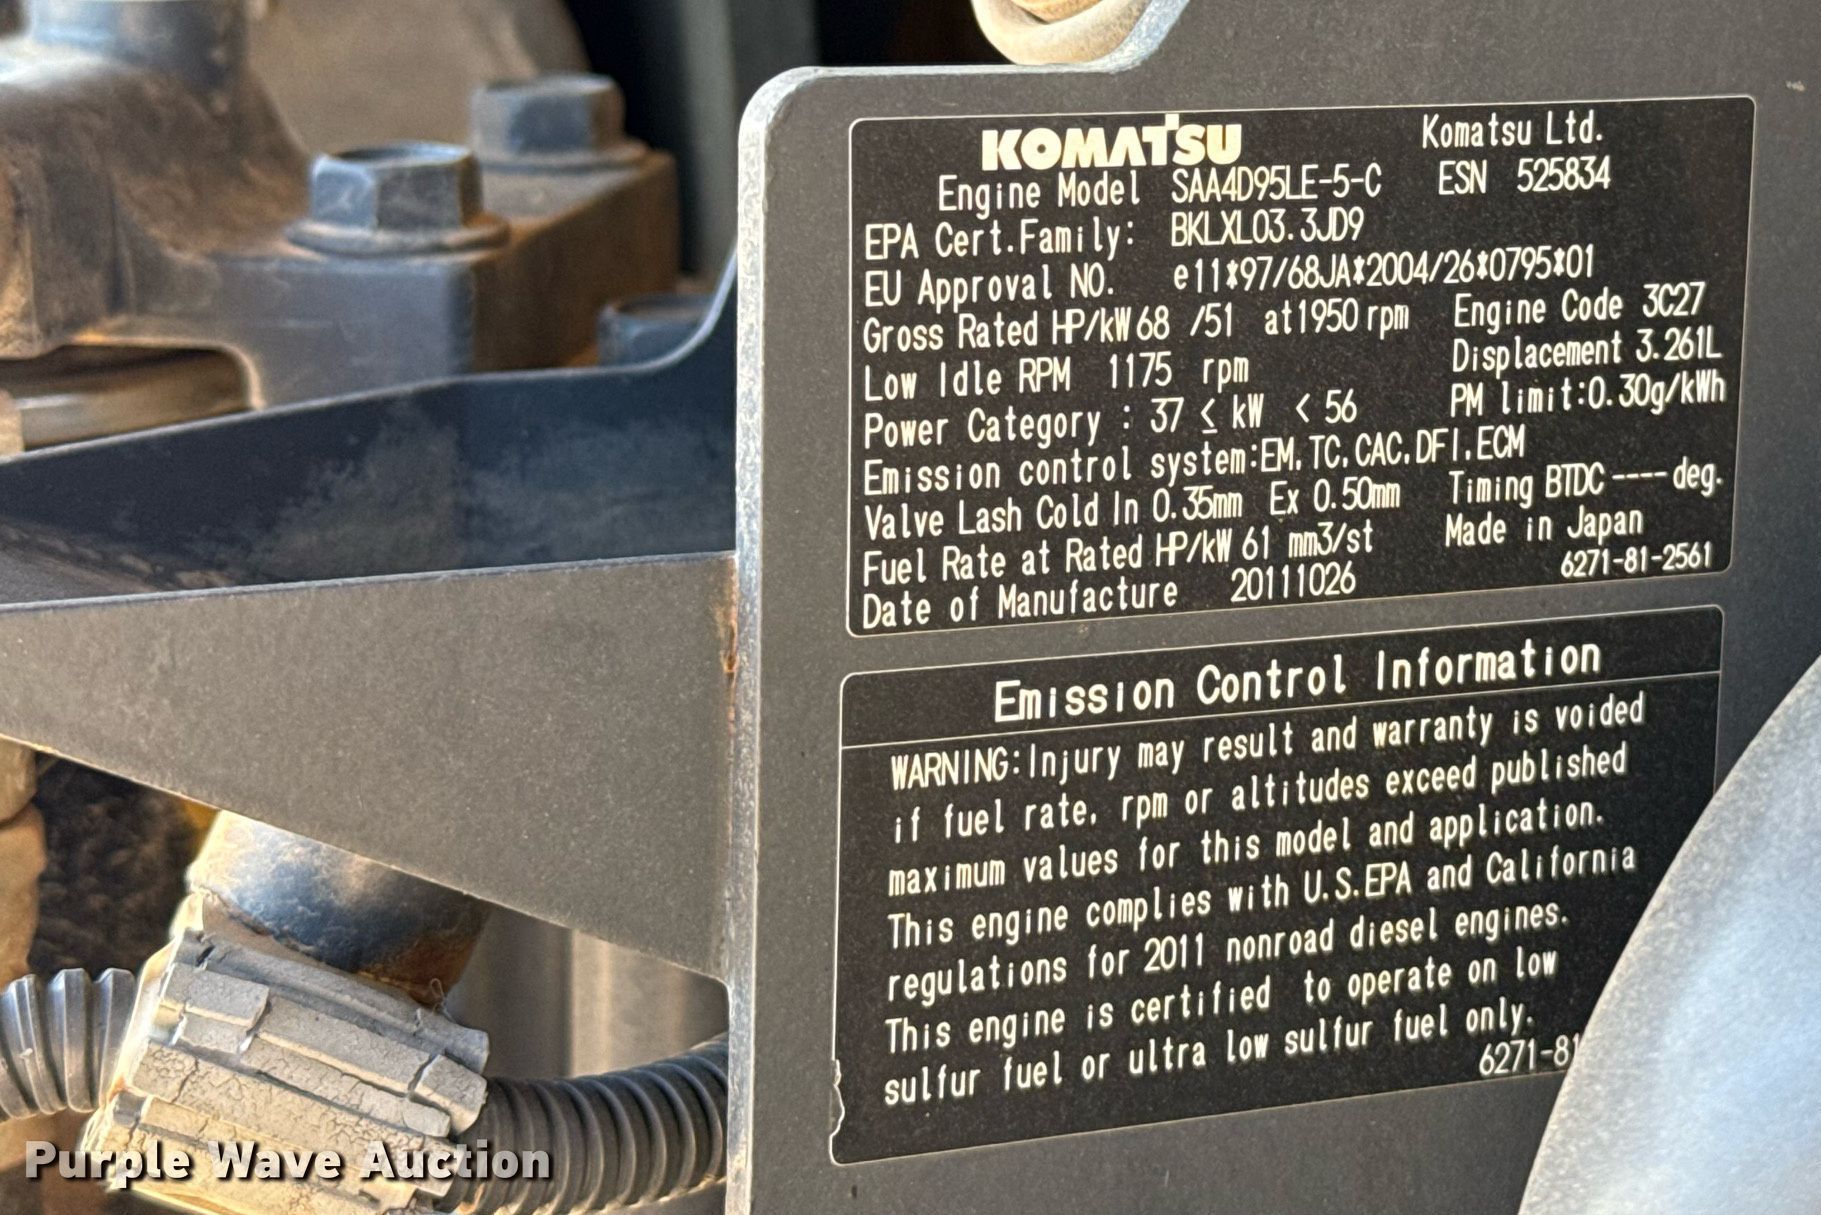 KOMATSU Komatsu Ltd.
Engine Model SAA4D95LE-5-C ESN 525834
EPA Cert.Family: BKLXL03.3JD9
EU Approval NO. e11*97/68JA*2004/26*0795*01
Gross Rated HP/kW 68 /51 at 1950 rpm Engine Code 3C27
Low Idle RPM 1175 rpm Displacement 3.261L
Power Category : 37 ≤ kW < 56 PM limit:0.30g/kWh
Emission control system:EM, TC, CAC, DFI, ECM
Valve Lash Cold In 0.35mm Ex 0.50mm Timing BTDC ---- deg.
Fuel Rate at Rated HP/kW 61 mm3/st Made in Japan
Date of Manufacture 20111026 6271-81-2561
Emission Control Information
WARNING:Injury may result and warranty is voided
if fuel rate, rpm or altitudes exceed published
maximum values for this model and application.
This engine complies with U.S.EPA and California
regulations for 2011 nonroad diesel engines.
This engine is certified to operate on low
sulfur fuel or ultra low sulfur fuel only.
6271-81
Purple Wave Auction